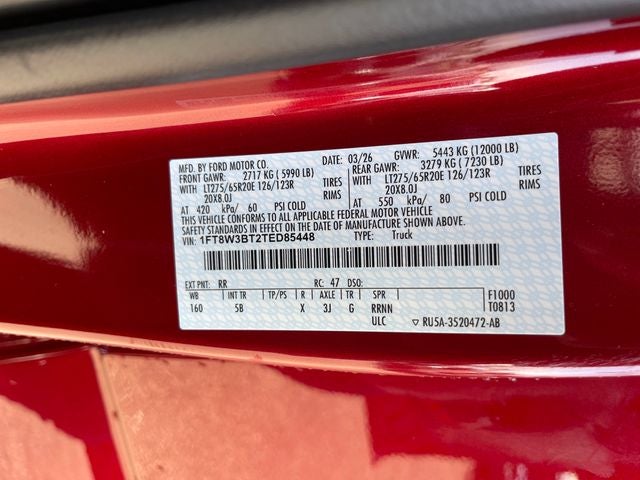 MFD. BY FORD MOTOR CO. DATE: 03/26 GVWR: 5443 KG (12000 LB)
FRONT GAWR: 2717 KG (5990 LB) REAR GAWR: 3279 KG (7230 LB)
WITH LT275/65R20E 126/123R TIRES WITH LT275/65R20E 126/123R TIRES
20X8.0J RIMS 20X8.0J RIMS
AT 420 kPa/ 60 PSI COLD AT 550 kPa/ 80 PSI COLD
THIS VEHICLE CONFORMS TO ALL APPLICABLE FEDERAL MOTOR VEHICLE
SAFETY STANDARDS IN EFFECT ON THE DATE OF MANUFACTURE SHOWN ABOVE.
VIN: 1FT8W3BT2TED85448 TYPE: Truck
EXT PNT: RR RC: 47 DSO:
WB INT TR TP/PS R AXLE TR SPR F1000
160 5B X 3J G RRNN T0813
ULC ▽ RU5A-3520472-AB